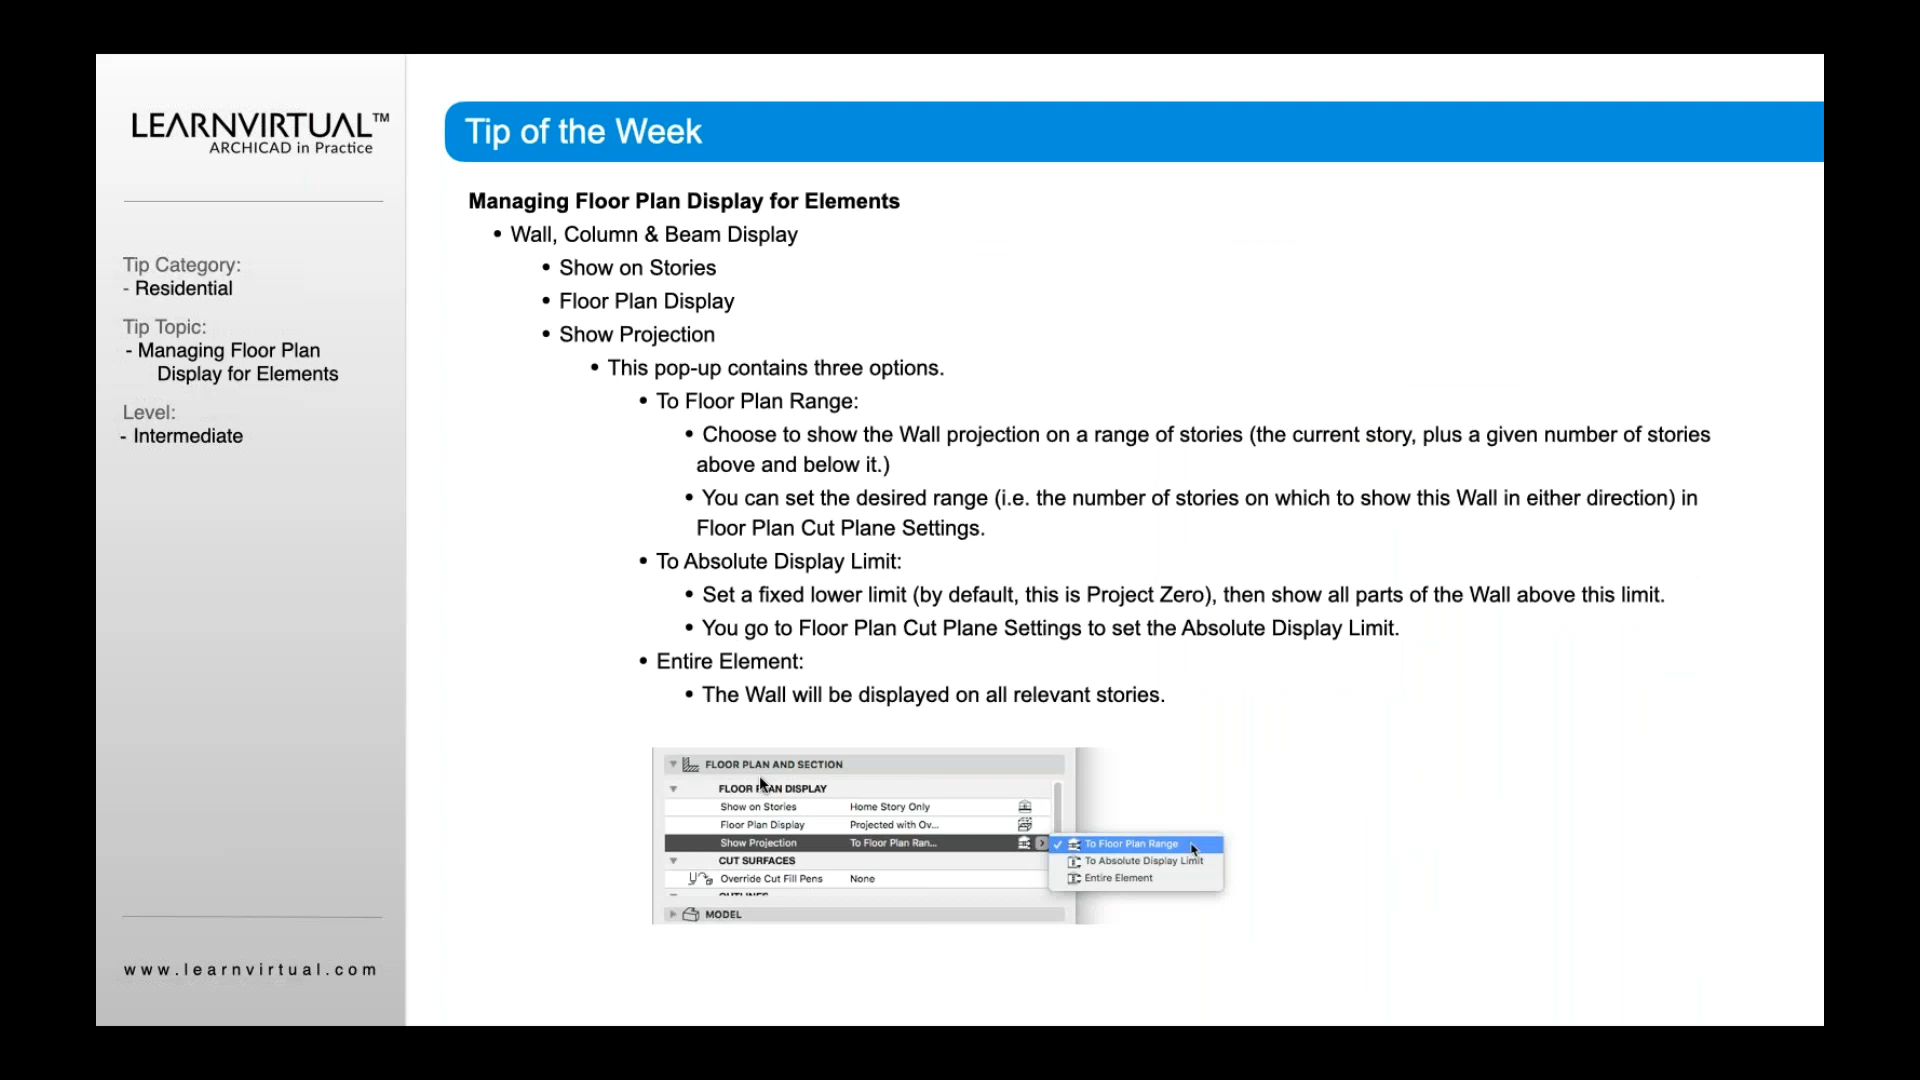 LEARNVIRTUAL™
ARCHICAD in Practice
Tip Category:
- Residential
Tip Topic:
- Managing Floor Plan
Display for Elements
Level:
- Intermediate
www.learnvirtual.com
Tip of the Week
Managing Floor Plan Display for Elements
• Wall, Column & Beam Display
• Show on Stories
• Floor Plan Display
• Show Projection
• This pop-up contains three options.
• To Floor Plan Range:
• Choose to show the Wall projection on a range of stories (the current story, plus a given number of stories
above and below it.)
• You can set the desired range (i.e. the number of stories on which to show this Wall in either direction) in
Floor Plan Cut Plane Settings.
• To Absolute Display Limit:
• Set a fixed lower limit (by default, this is Project Zero), then show all parts of the Wall above this limit.
• You go to Floor Plan Cut Plane Settings to set the Absolute Display Limit.
• Entire Element:
• The Wall will be displayed on all relevant stories.
FLOOR PLAN AND SECTION
FLOOR PLAN DISPLAY
Show on Stories Home Story Only
Floor Plan Display Projected with Ov...
Show Projection To Floor Plan Ran...
To Floor Plan Range
To Absolute Display Limit
Entire Element
CUT SURFACES
Override Cut Fill Pens None
OUTLINES
MODEL